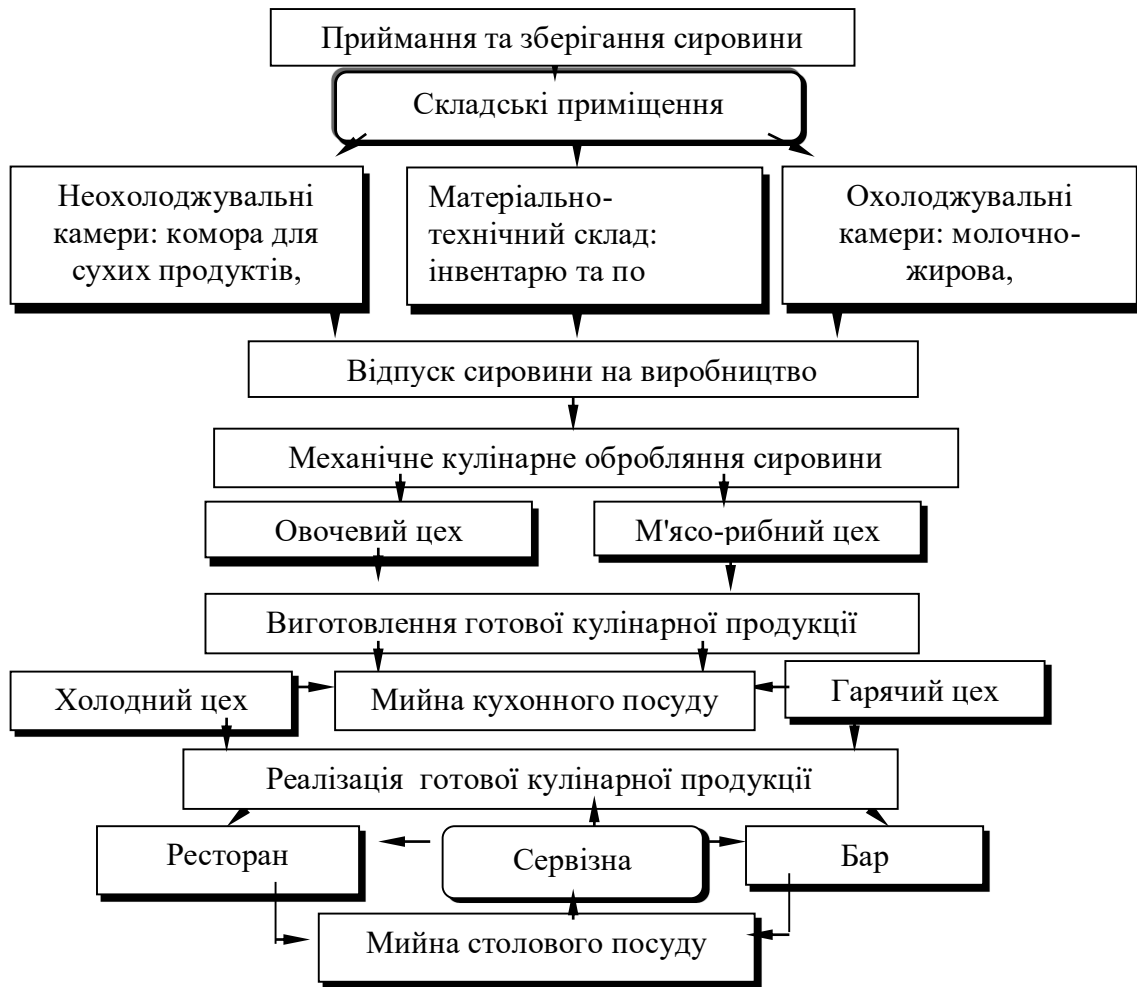 Приймання та зберігання сировини
Складські приміщення
Неохолоджувальні
камери: комора для
сухих продуктів,
Матеріально-
технічний склад:
інвентарю та по
Охолоджувальні
камери: молочно-
жирова,
Відпуск сировини на виробництво
Механічне кулінарне обробляння сировини
Овочевий цех
М'ясо-рибний цех
Виготовлення готової кулінарної продукції
Холодний цех
Мийна кухонного посуду
Гарячий цех
Реалізація готової кулінарної продукції
Ресторан
Сервізна
Бар
Мийна столового посуду